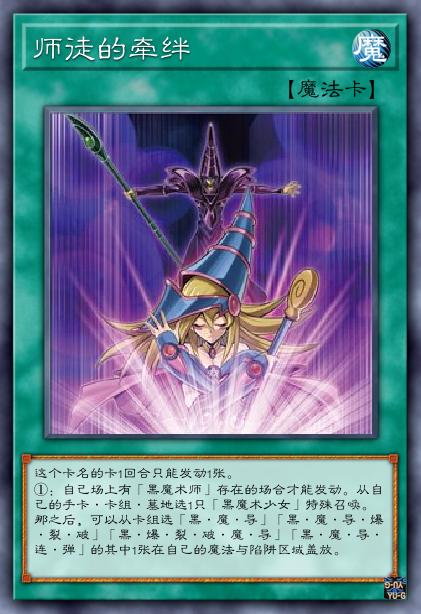 师徒的牵绊
魔
【魔法卡】
这个卡名的卡1回合只能发动1张。
①：自己场上有「黑魔术师」存在的场合才能发动。从自
己的手卡·卡组·墓地选1只「黑魔术少女」特殊召唤。
那之后，可以从卡组选「黑·魔·导」「黑·魔·导·爆
·裂·破」「黑·爆·裂·破·魔·导」「黑·魔·导·
连·弹」的其中1张在自己的魔法与陷阱区域盖放。